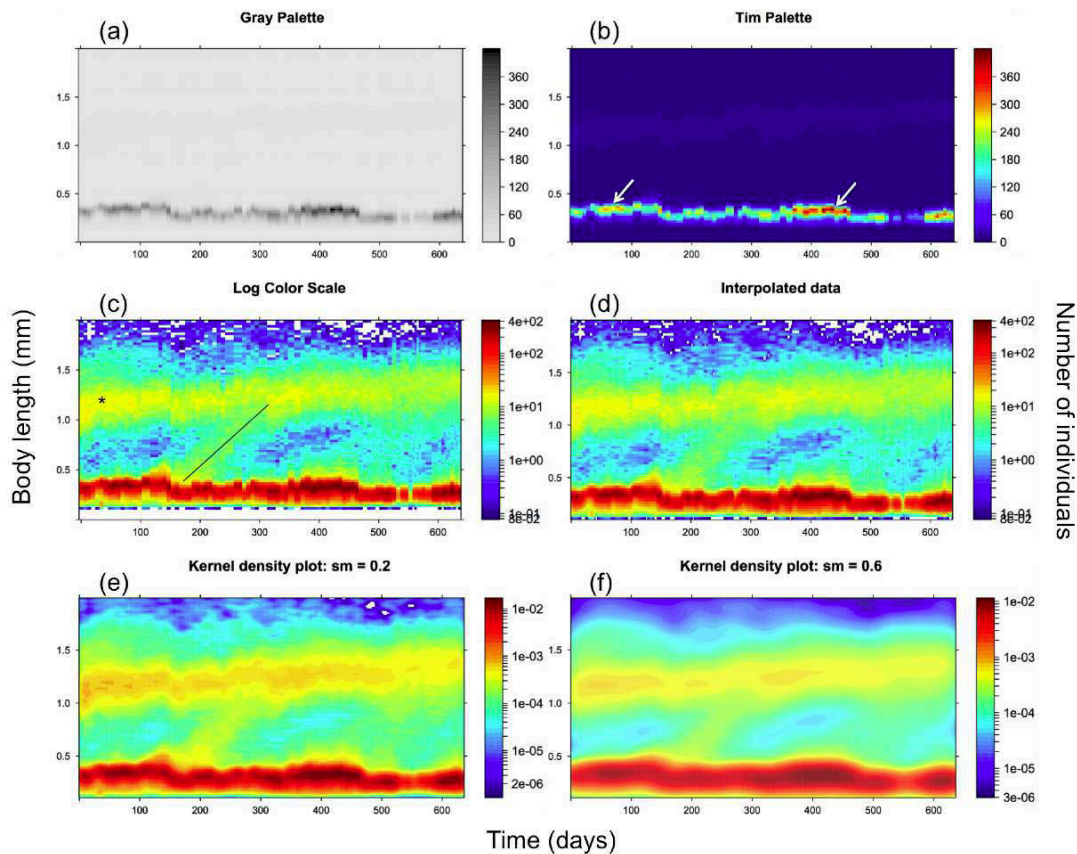 Gray Palette
Tim Palette
(a)
(b)
2.0
1.5
1.0
0.5
360
300
240
180
120
60
0
100 200 300 400 500 600
1.5
1.0
0.5
360
300
240
180
120
60
0
100 200 300 400 500 600
Log Color Scale
Interpolated data
(c)
(d)
1.5
1.0
0.5
*
4e+02
1e+02
1e+01
1e+00
1e-01
8e-02
100 200 300 400 500 600
1.5
1.0
0.5
4e+02
1e+02
1e+01
1e+00
1e-01
8e-02
100 200 300 400 500 600
Kernel density plot: sm = 0.2
Kernel density plot: sm = 0.6
(e)
(f)
1.5
1.0
0.5
1e-02
1e-03
1e-04
1e-05
2e-06
100 200 300 400 500 600
1.5
1.0
0.5
1e-02
1e-03
1e-04
1e-05
3e-06
100 200 300 400 500 600
Body length (mm)
Number of individuals
Time (days)